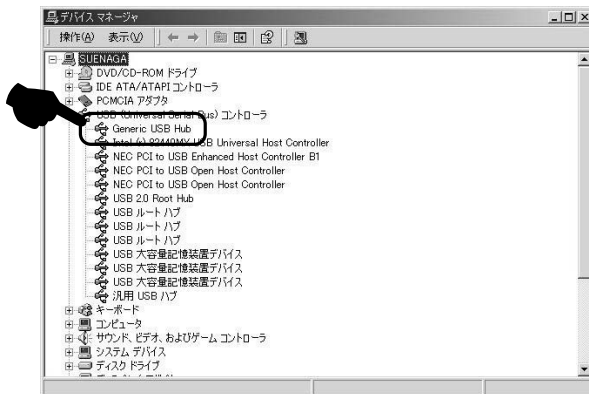 デバイス マネージャ
操作(A) 表示(V)
SUENAGA
DVD/CD-ROM ドライブ
IDE ATA/ATAPI コントローラ
PCMCIA アダプタ
USB (Universal Serial Bus) コントローラ
Generic USB Hub
Intel (r) 82440MX USB Universal Host Controller
NEC PCI to USB Enhanced Host Controller B1
NEC PCI to USB Open Host Controller
NEC PCI to USB Open Host Controller
USB 2.0 Root Hub
USB ルート ハブ
USB ルート ハブ
USB ルート ハブ
USB 大容量記憶装置デバイス
USB 大容量記憶装置デバイス
USB 大容量記憶装置デバイス
汎用 USB ハブ
キーボード
コンピュータ
サウンド、ビデオ、およびゲーム コントローラ
システム デバイス
ディスク ドライブ